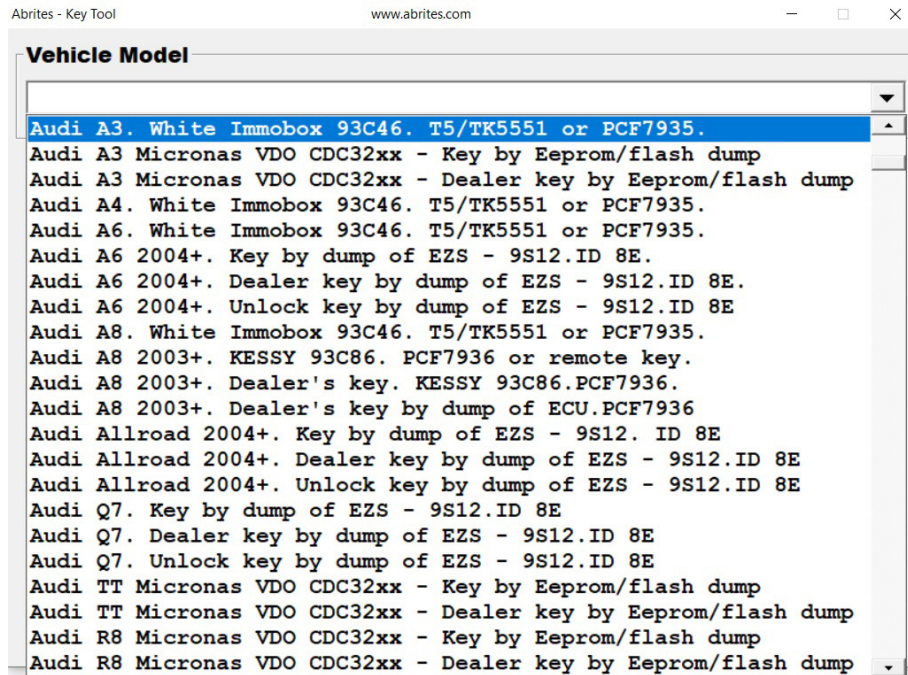 Abrites - Key Tool www.abrites.com
Vehicle Model
Audi A3. White Immobox 93C46. T5/TK5551 or PCF7935.
Audi A3 Micronas VDO CDC32xx - Key by Eeprom/flash dump
Audi A3 Micronas VDO CDC32xx - Dealer key by Eeprom/flash dump
Audi A4. White Immobox 93C46. T5/TK5551 or PCF7935.
Audi A6. White Immobox 93C46. T5/TK5551 or PCF7935.
Audi A6 2004+. Key by dump of EZS - 9S12.ID 8E.
Audi A6 2004+. Dealer key by dump of EZS - 9S12.ID 8E.
Audi A6 2004+. Unlock key by dump of EZS - 9S12.ID 8E
Audi A8. White Immobox 93C46. T5/TK5551 or PCF7935.
Audi A8 2003+. KESSY 93C86. PCF7936 or remote key.
Audi A8 2003+. Dealer's key. KESSY 93C86.PCF7936.
Audi A8 2003+. Dealer's key by dump of ECU.PCF7936
Audi Allroad 2004+. Key by dump of EZS - 9S12. ID 8E
Audi Allroad 2004+. Dealer key by dump of EZS - 9S12.ID 8E
Audi Allroad 2004+. Unlock key by dump of EZS - 9S12.ID 8E
Audi Q7. Key by dump of EZS - 9S12.ID 8E
Audi Q7. Dealer key by dump of EZS - 9S12.ID 8E
Audi Q7. Unlock key by dump of EZS - 9S12.ID 8E
Audi TT Micronas VDO CDC32xx - Key by Eeprom/flash dump
Audi TT Micronas VDO CDC32xx - Dealer key by Eeprom/flash dump
Audi R8 Micronas VDO CDC32xx - Key by Eeprom/flash dump
Audi R8 Micronas VDO CDC32xx - Dealer key by Eeprom/flash dump